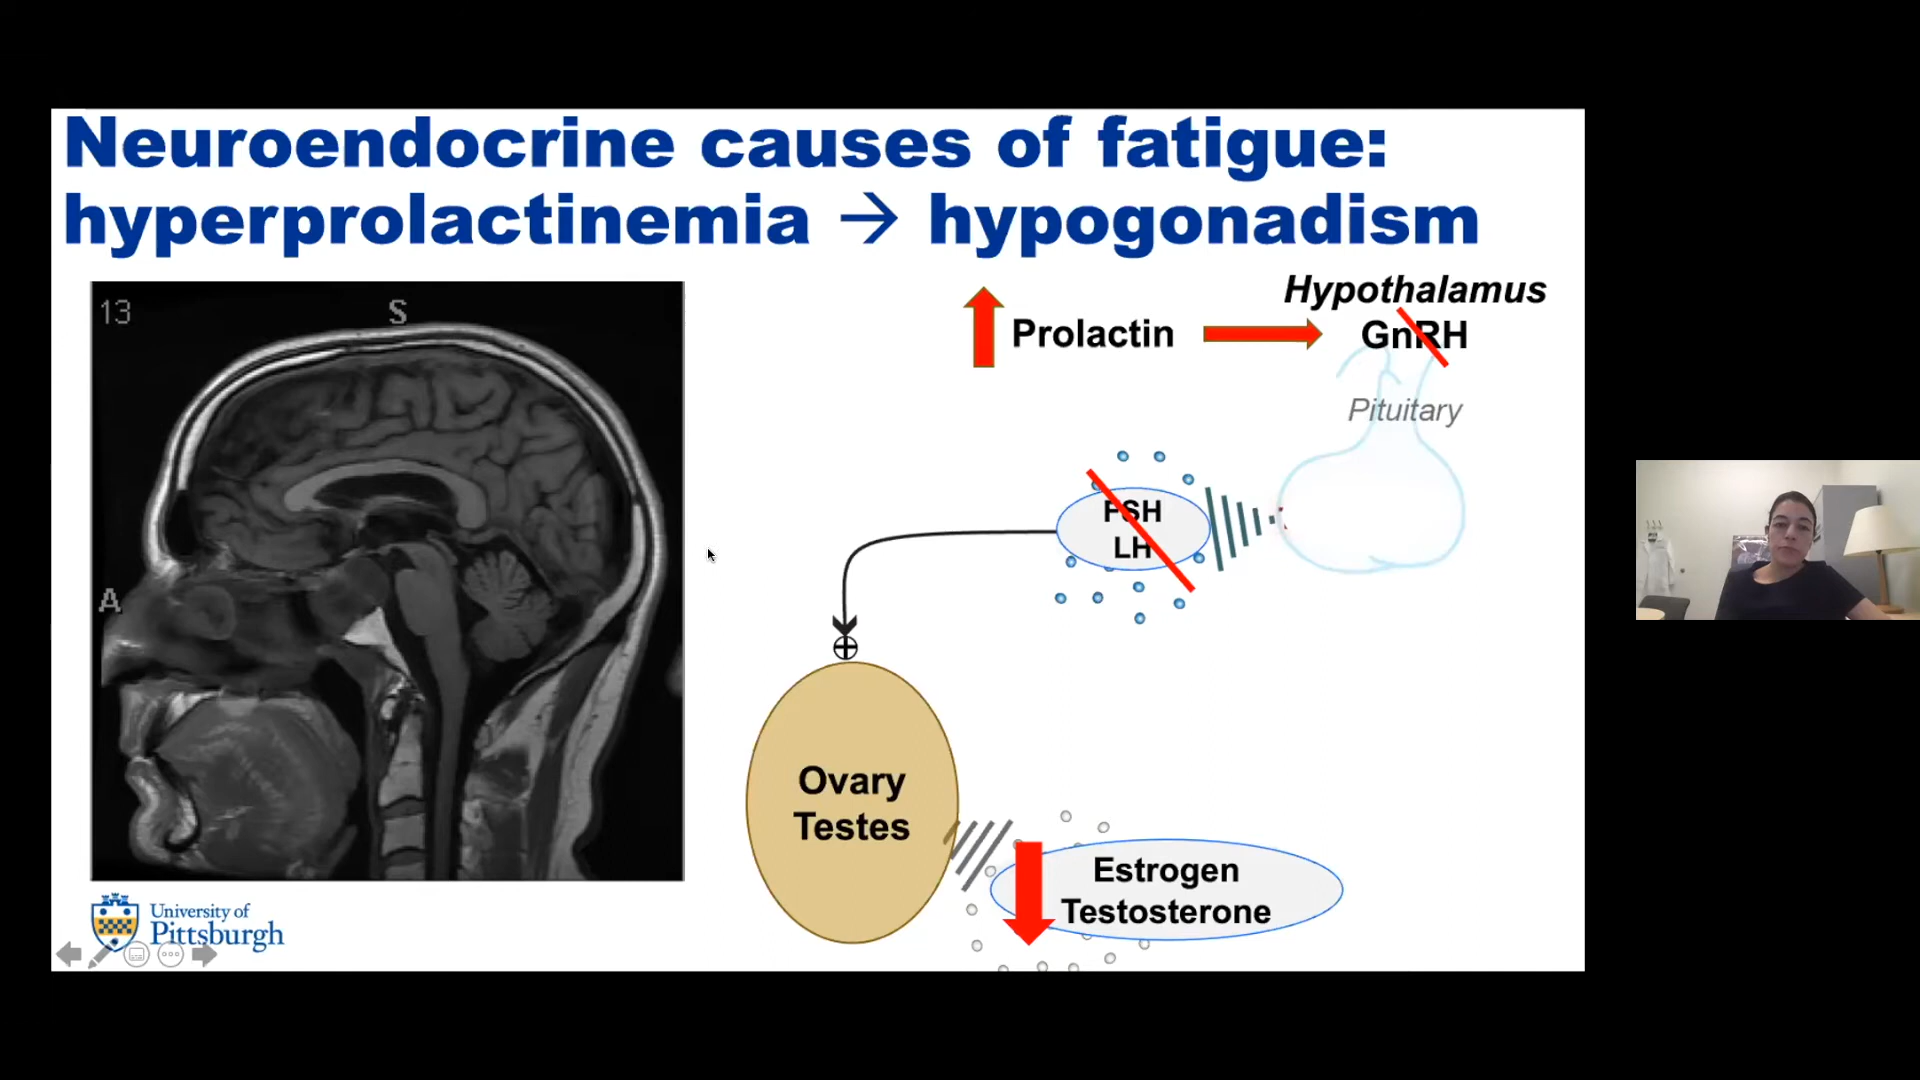 Neuroendocrine causes of fatigue:
hyperprolactinemia → hypogonadism
13
S
A
Prolactin
Hypothalamus
GnRH
Pituitary
FSH
LH
Ovary
Testes
Estrogen
Testosterone
University of
Pittsburgh